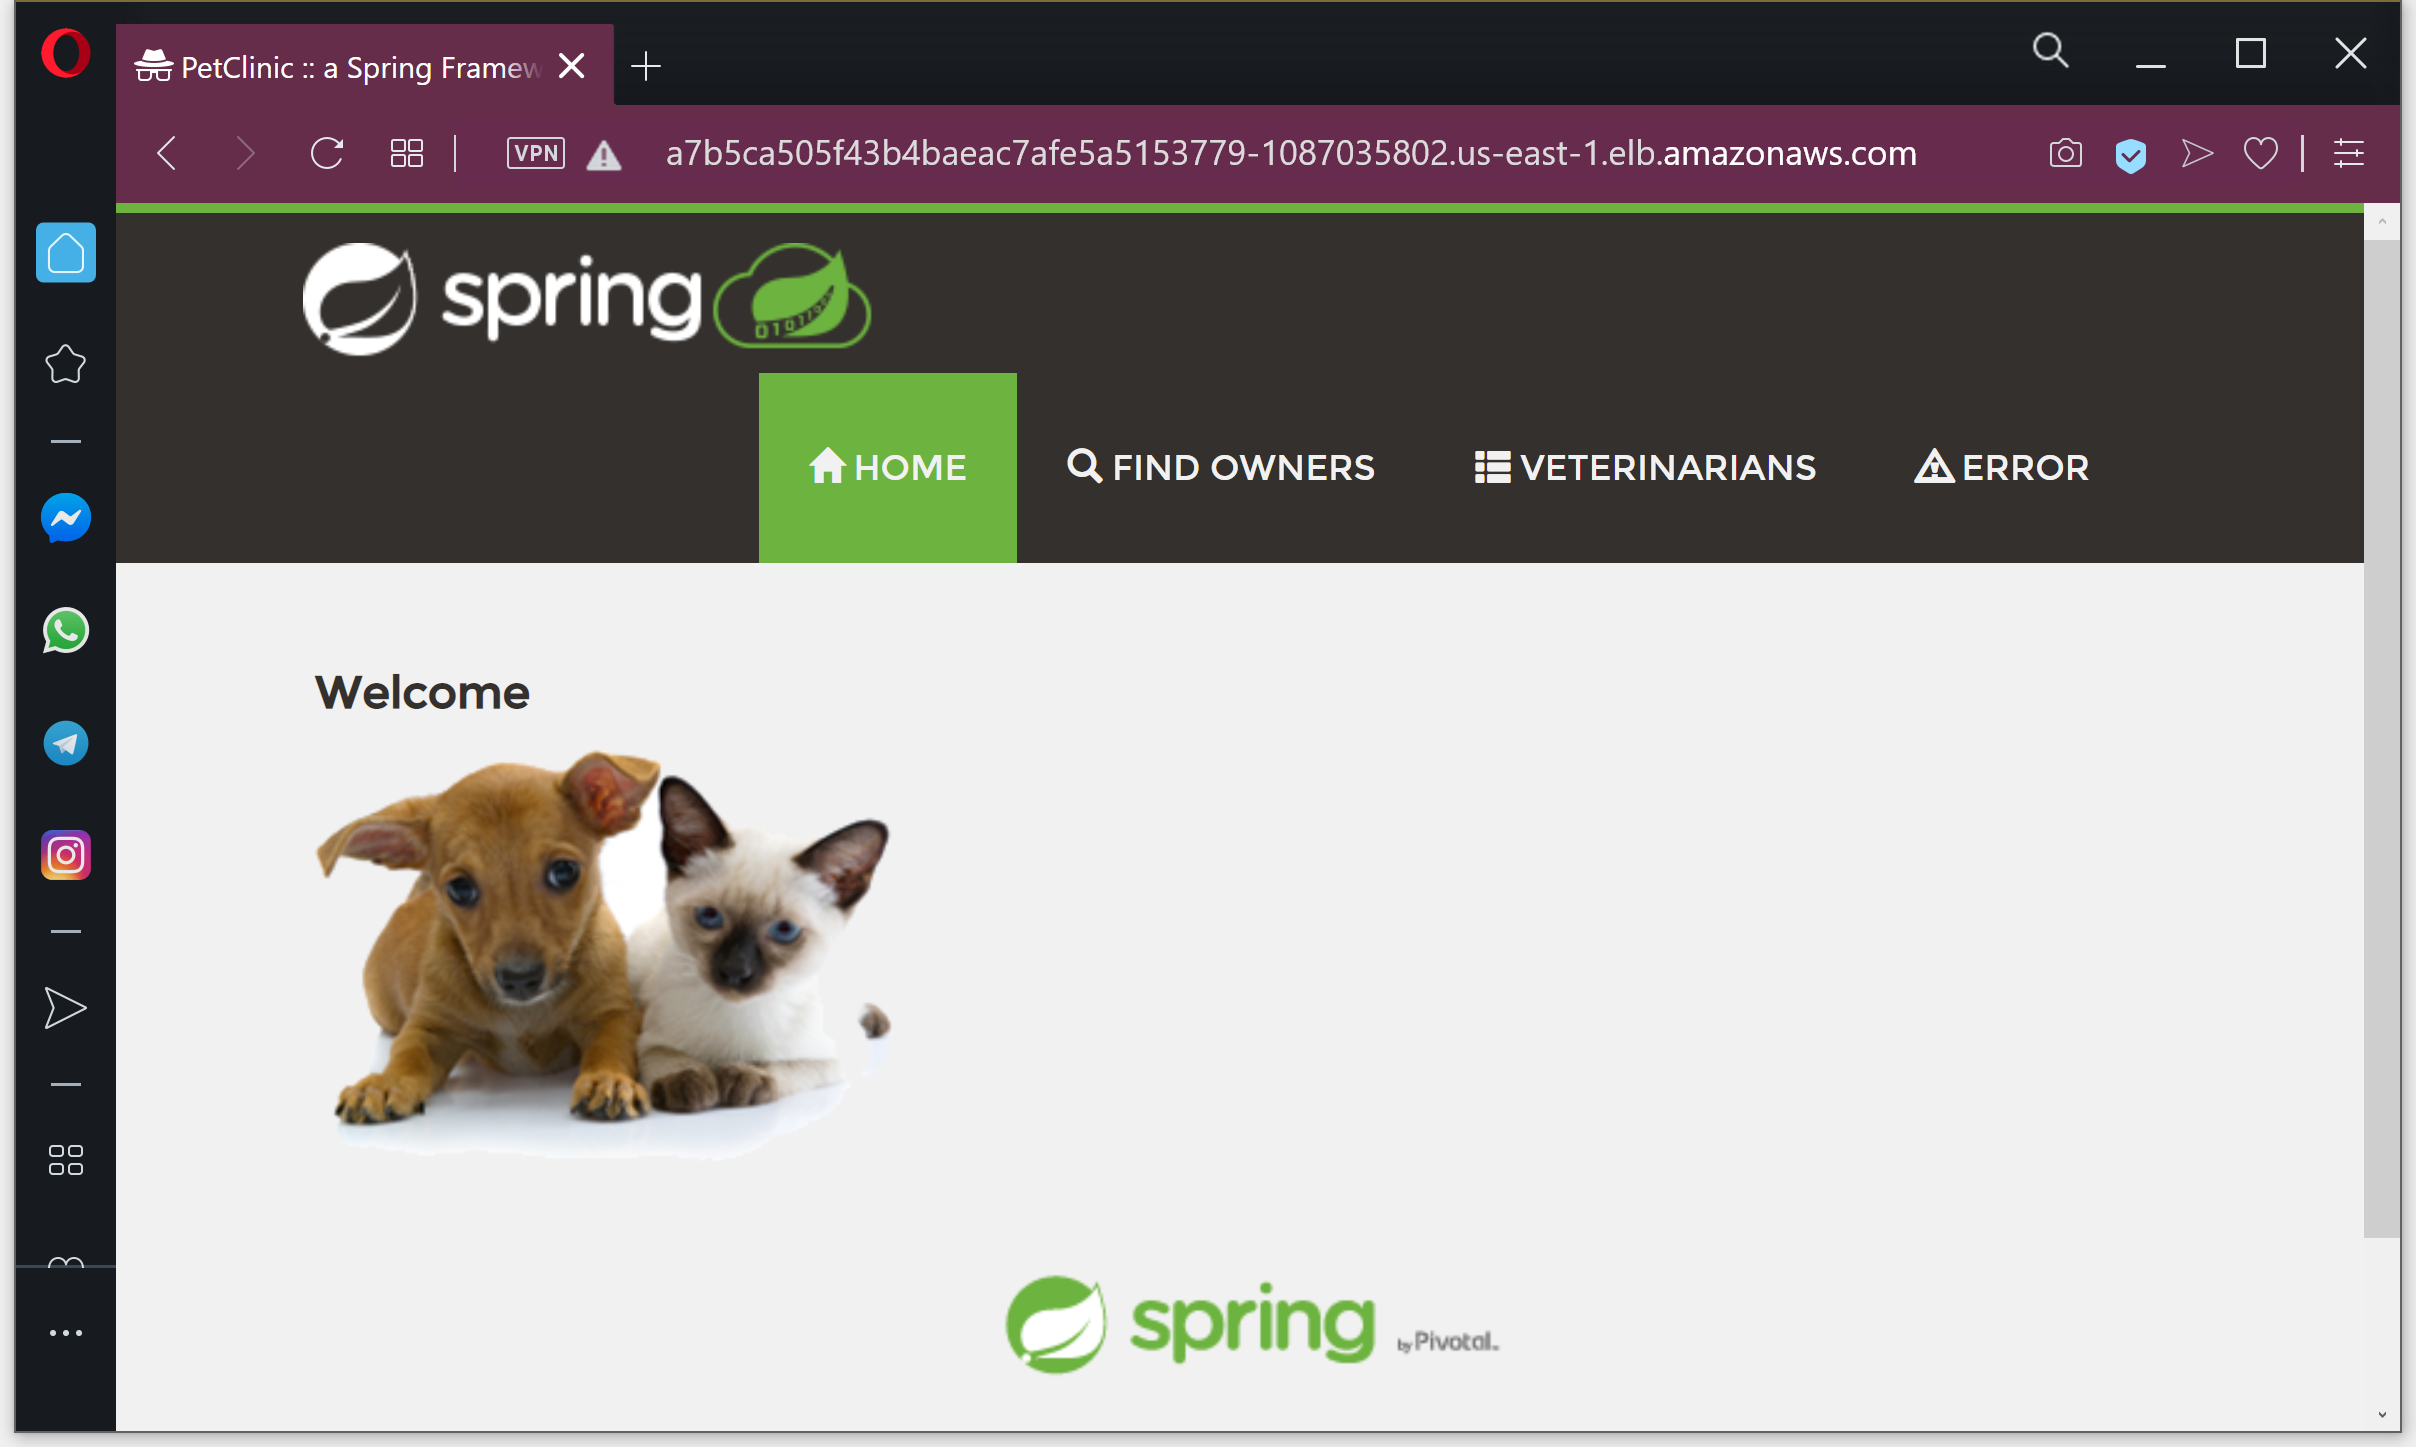 PetClinic :: a Spring Framew
VPN
a7b5ca505f43b4baeac7afe5a5153779-1087035802.us-east-1.elb.amazonaws.com
spring
HOME
FIND OWNERS
VETERINARIANS
ERROR
Welcome
spring by Pivotal